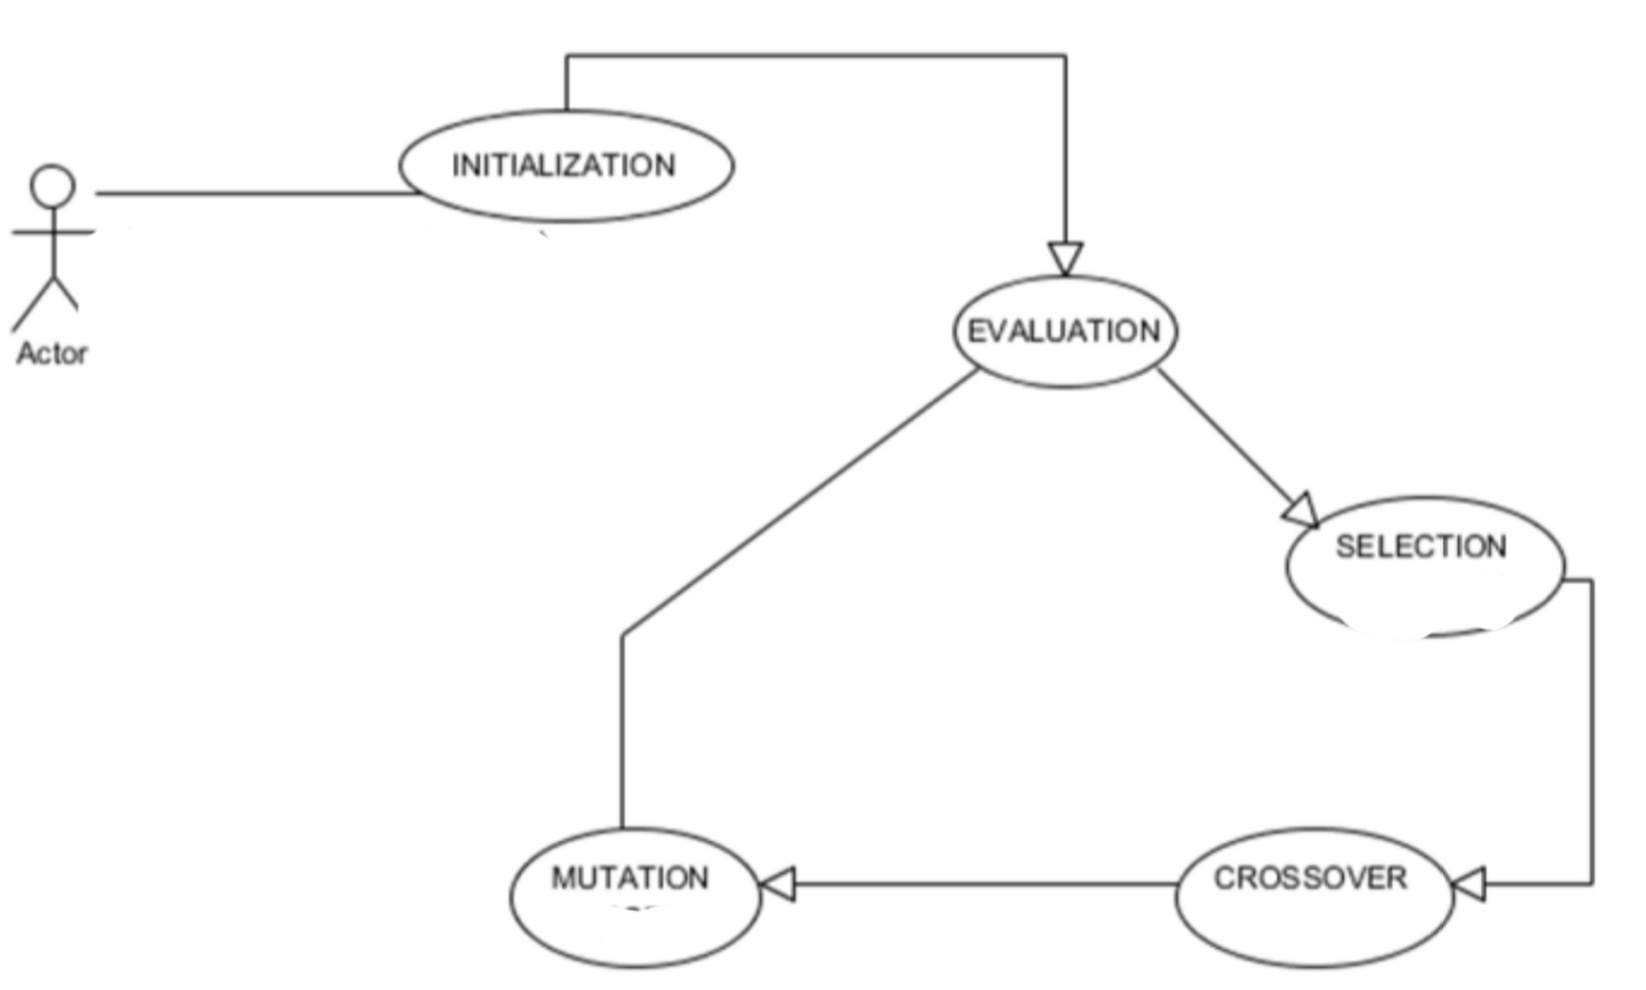 INITIALIZATION
Actor
EVALUATION
SELECTION
MUTATION
CROSSOVER